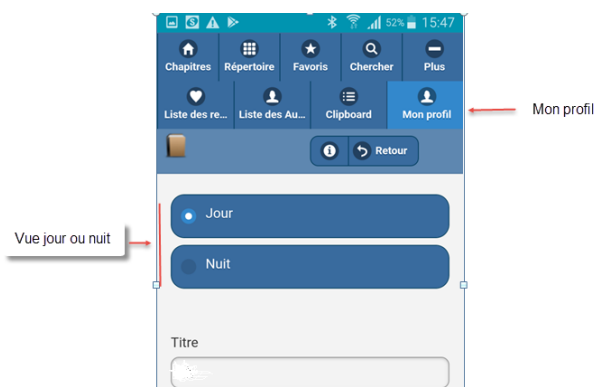 52% 15:47
Chapitres Répertoire Favoris Chercher Plus
Liste des re... Liste des Au... Clipboard Mon profil
Mon profil
Retour
Jour
Vue jour ou nuit
Nuit
Titre